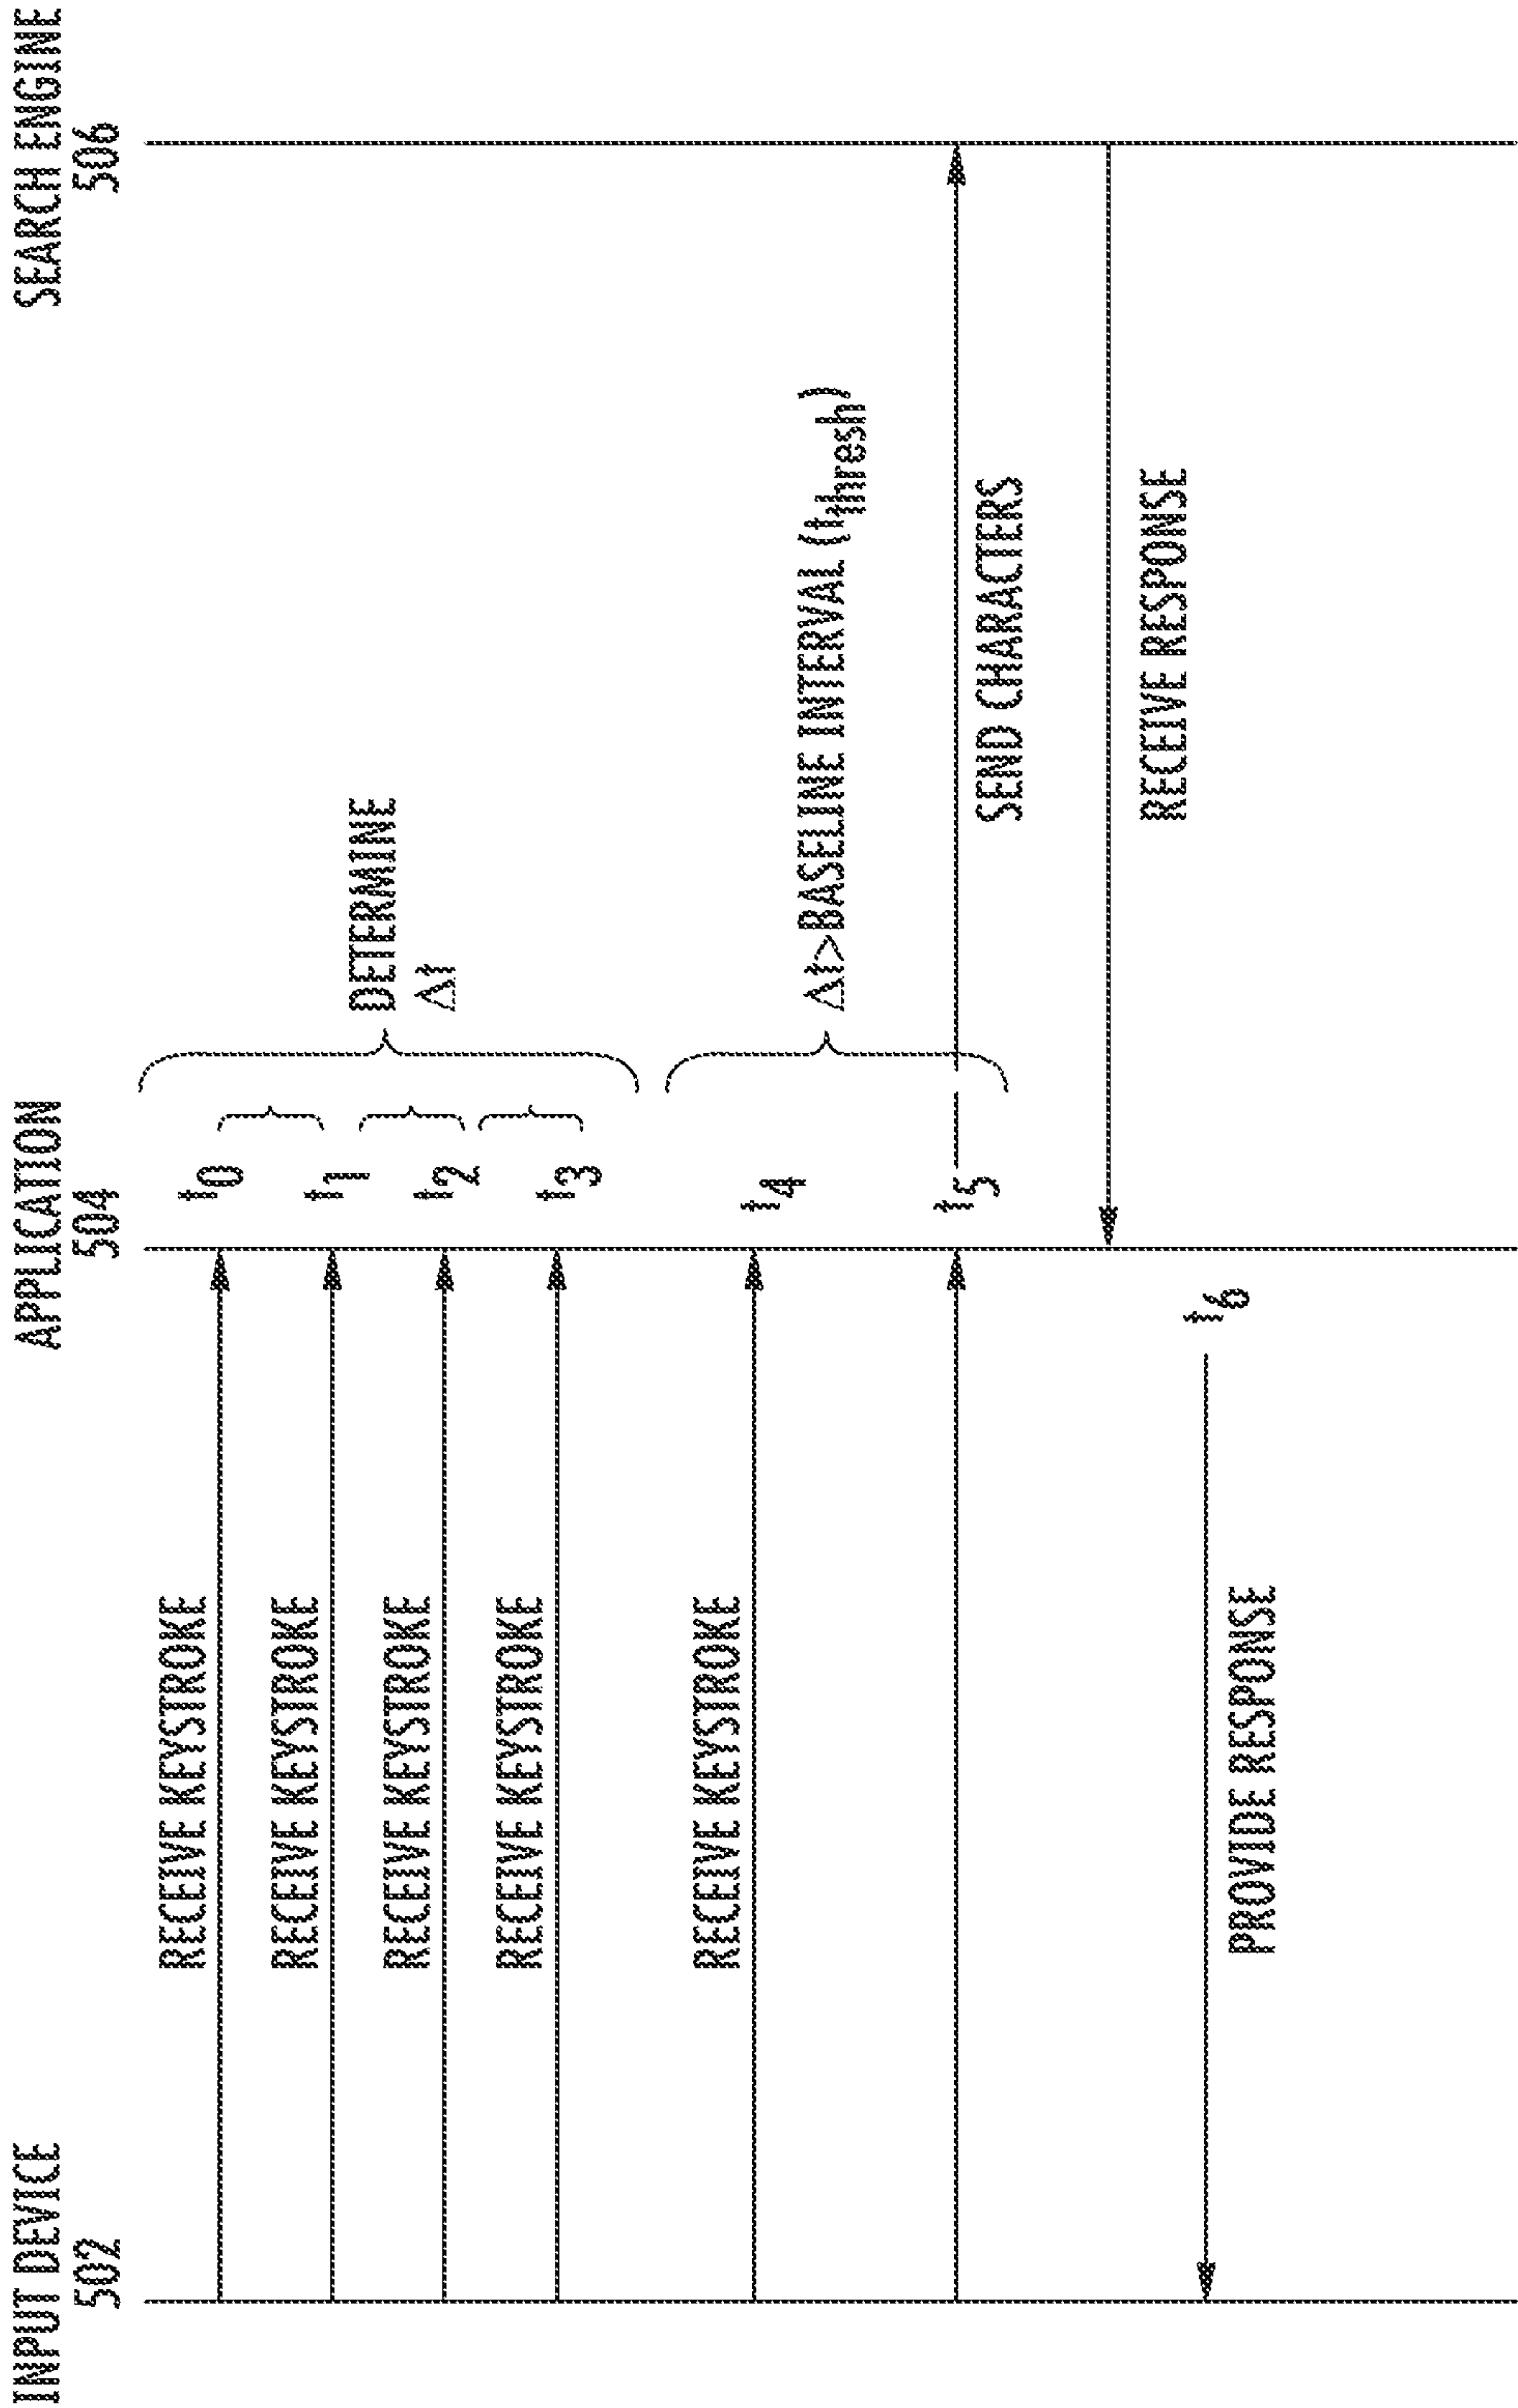 INPUT DEVICE
502
APPLICATION
504
SEARCH ENGINE
506
RECEIVE KEYSTROKE
t0
RECEIVE KEYSTROKE
t1
RECEIVE KEYSTROKE
t2
RECEIVE KEYSTROKE
t3
DETERMINE
Δt
RECEIVE KEYSTROKE
t4
Δt>BASELINE INTERVAL (tthresh)
t5
SEND CHARACTERS
RECEIVE RESPONSE
t6
PROVIDE RESPONSE